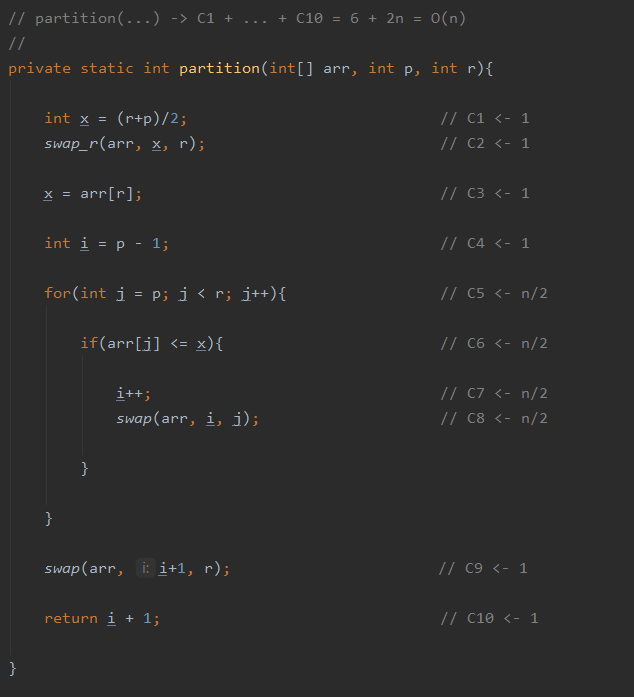 // partition(...) -> C1 + ... + C10 = 6 + 2n = O(n)
//
private static int partition(int[] arr, int p, int r){
int x = (r+p)/2; // C1 <- 1
swap_r(arr, x, r); // C2 <- 1
x = arr[r]; // C3 <- 1
int i = p - 1; // C4 <- 1
for(int j = p; j < r; j++){ // C5 <- n/2
if(arr[j] <= x){ // C6 <- n/2
i++; // C7 <- n/2
swap(arr, i, j); // C8 <- n/2
}
}
swap(arr, i: i+1, r); // C9 <- 1
return i + 1; // C10 <- 1
}